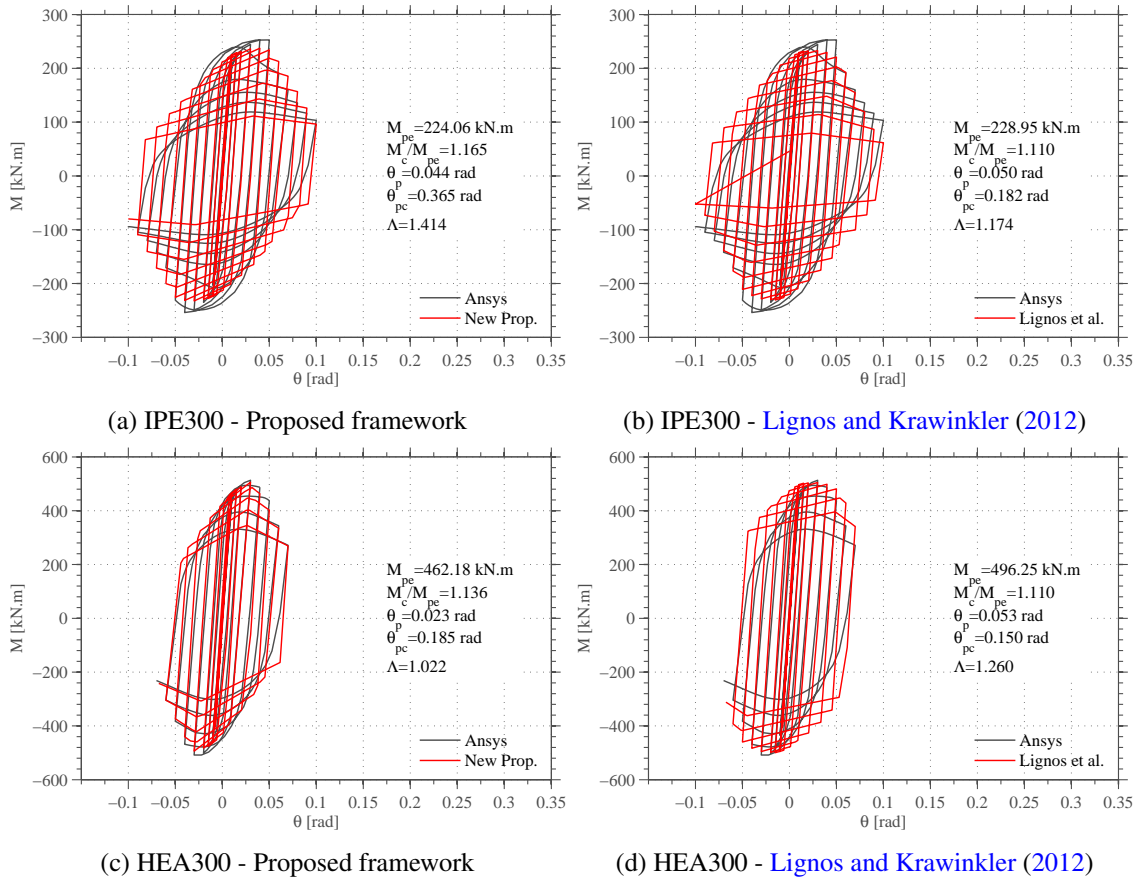 300
200
100
0
−100
−200
−300
M [kN.m]
M_pe=224.06 kN.m
M_c/M_pe=1.165
θ_p=0.044 rad
θ_pc=0.365 rad
Λ=1.414
Ansys
New Prop.
−0.1 −0.05 0 0.05 0.1 0.15 0.2 0.25 0.3 0.35
θ [rad]
(a) IPE300 - Proposed framework
300
200
100
0
−100
−200
−300
M [kN.m]
M_pe=228.95 kN.m
M_c/M_pe=1.110
θ_p=0.050 rad
θ_pc=0.182 rad
Λ=1.174
Ansys
Lignos et al.
−0.1 −0.05 0 0.05 0.1 0.15 0.2 0.25 0.3 0.35
θ [rad]
(b) IPE300 - Lignos and Krawinkler (2012)
600
400
200
0
−200
−400
−600
M [kN.m]
M_pe=462.18 kN.m
M_c/M_pe=1.136
θ_p=0.023 rad
θ_pc=0.185 rad
Λ=1.022
Ansys
New Prop.
−0.1 −0.05 0 0.05 0.1 0.15 0.2 0.25 0.3 0.35
θ [rad]
(c) HEA300 - Proposed framework
600
400
200
0
−200
−400
−600
M [kN.m]
M_pe=496.25 kN.m
M_c/M_pe=1.110
θ_p=0.053 rad
θ_pc=0.150 rad
Λ=1.260
Ansys
Lignos et al.
−0.1 −0.05 0 0.05 0.1 0.15 0.2 0.25 0.3 0.35
θ [rad]
(d) HEA300 - Lignos and Krawinkler (2012)